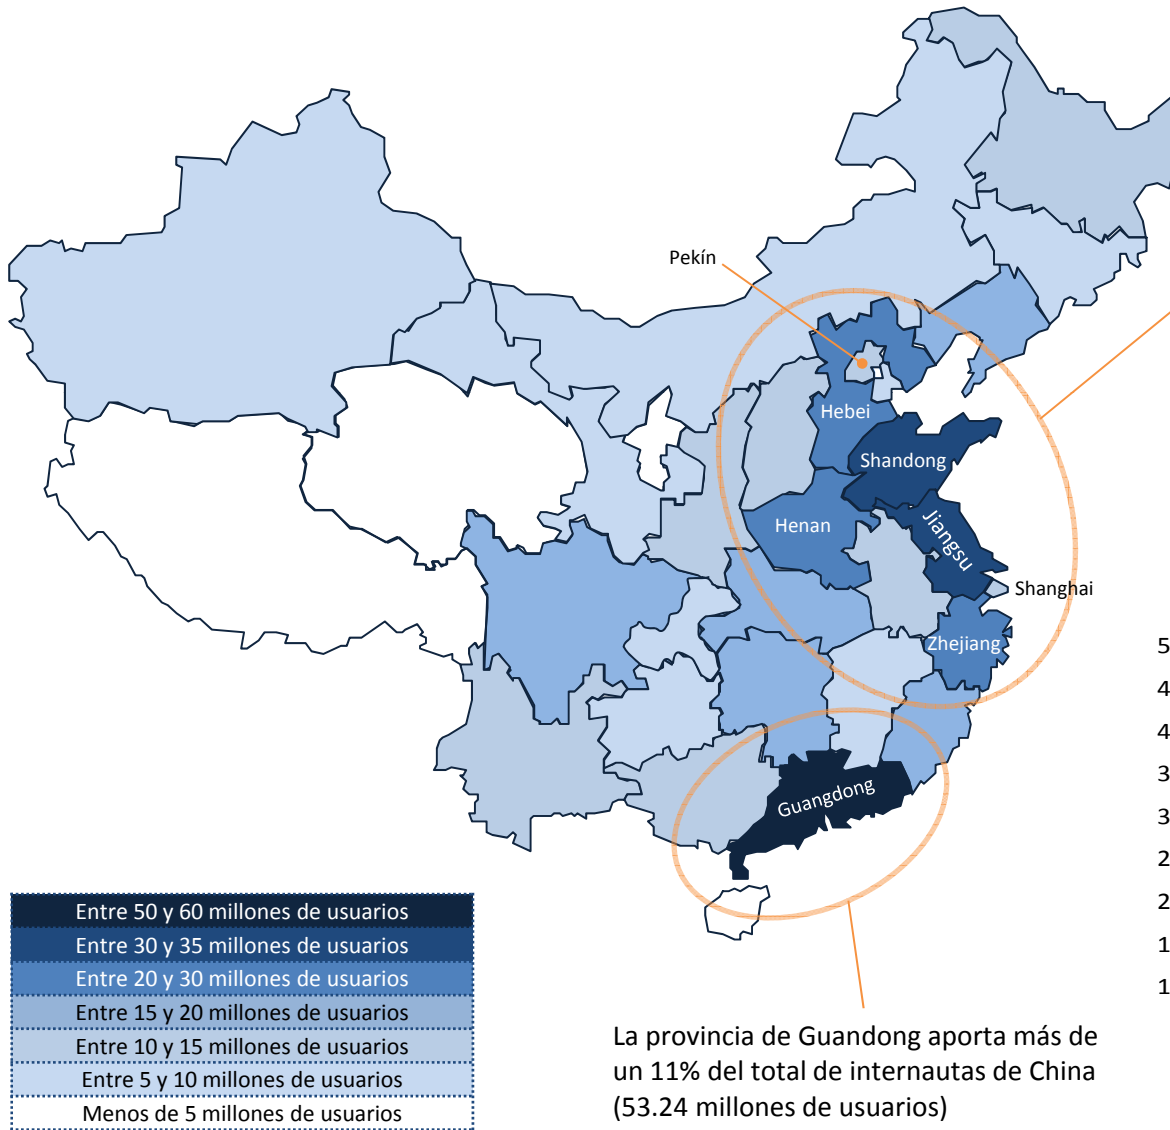 Pekín
Hebei
Shandong
Henan
Jiangsu
Shanghai
Zhejiang
Guangdong
5
4
4
3
3
2
2
1
1
Entre 50 y 60 millones de usuarios
Entre 30 y 35 millones de usuarios
Entre 20 y 30 millones de usuarios
Entre 15 y 20 millones de usuarios
Entre 10 y 15 millones de usuarios
Entre 5 y 10 millones de usuarios
Menos de 5 millones de usuarios
La provincia de Guandong aporta más de
un 11% del total de internautas de China
(53.24 millones de usuarios)